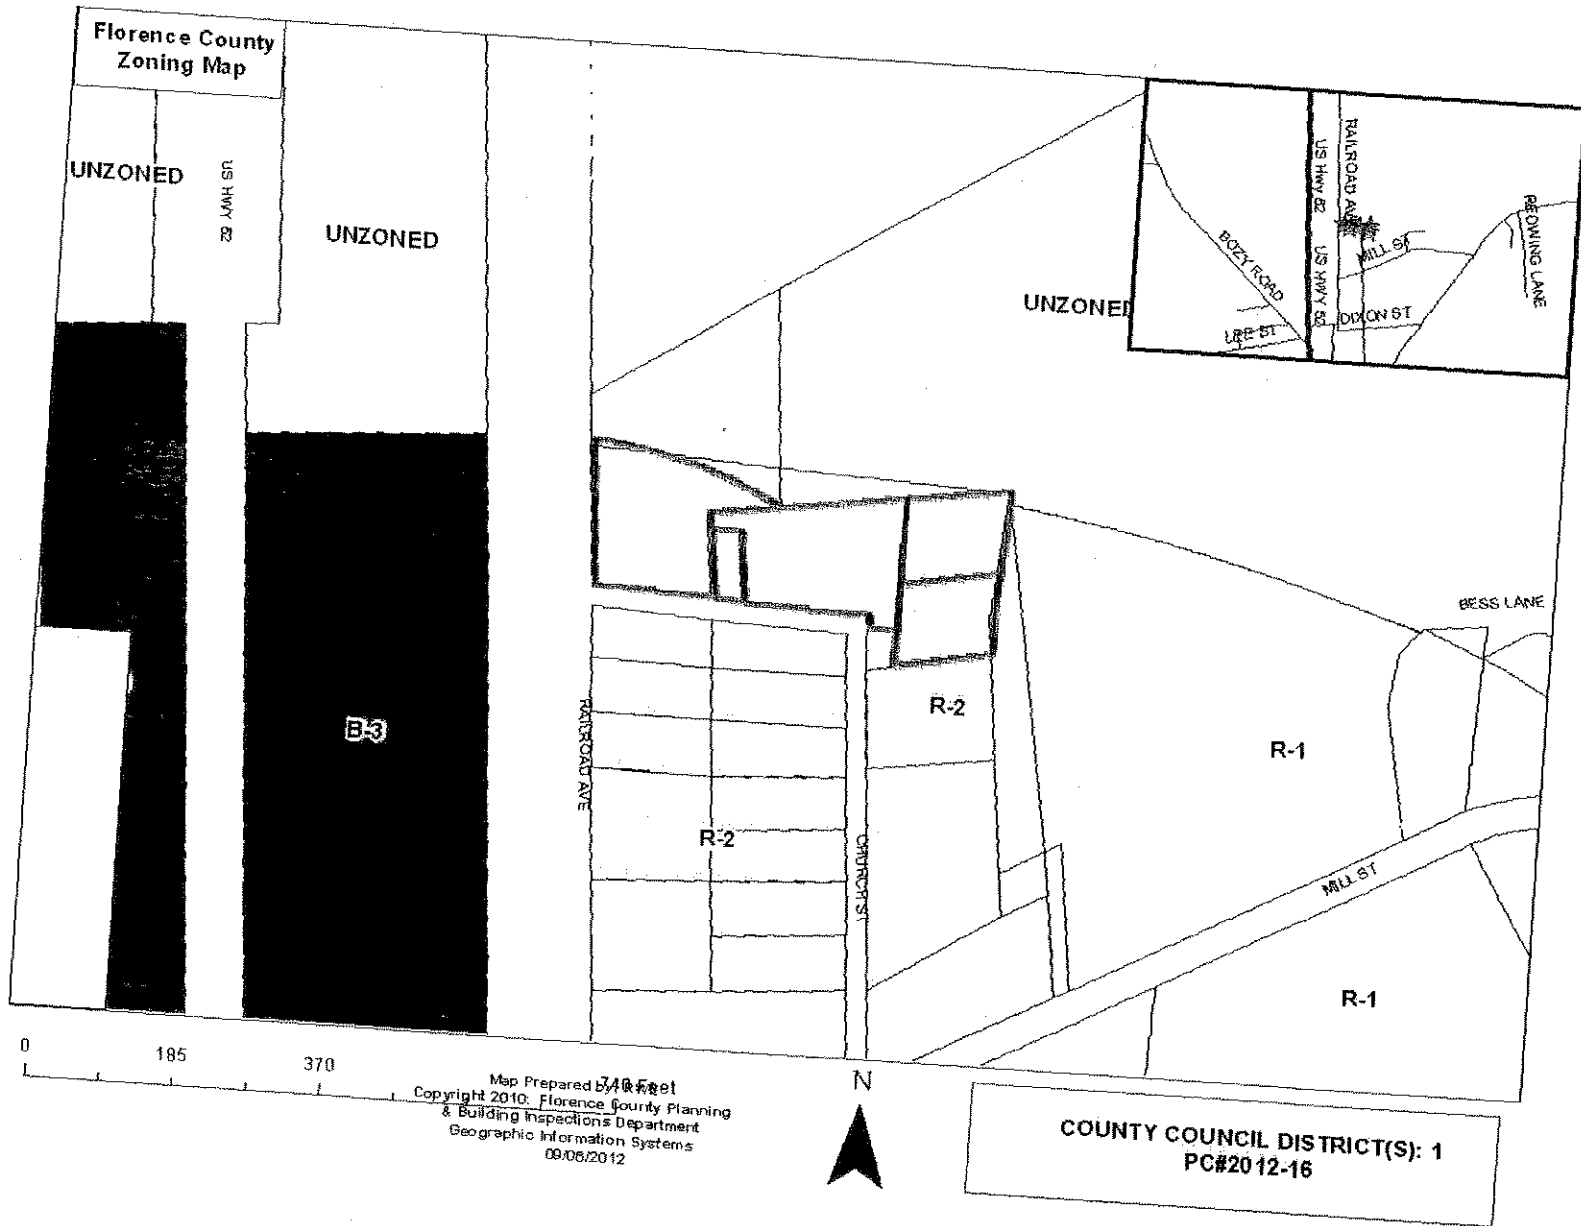 Florence County
Zoning Map
UNZONED
US HWY 52
UNZONED
UNZONED
RAILROAD AVE
US Hwy 52
REDWING LANE
BOZY ROAD
MILL ST
US HWY 52
DIXON ST
LEE ST
BESS LANE
R-2
B-3
RAILROAD AVE
R-1
R-2
CHURCH ST
MILL ST
R-1
0
185
370
740 Feet
Map Prepared by:
Copyright 2010: Florence County Planning
& Building Inspections Department
Geographic Information Systems
09/06/2012
N
COUNTY COUNCIL DISTRICT(S): 1
PC#2012-16